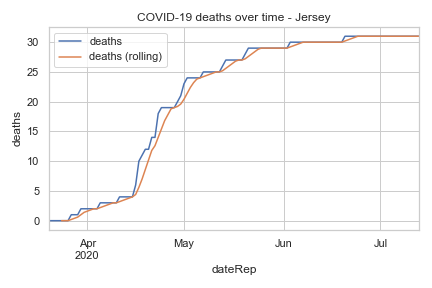 COVID-19 deaths over time - Jersey
deaths
deaths (rolling)
30
25
20
15
10
5
0
deaths
Apr May Jun Jul
2020
dateRep